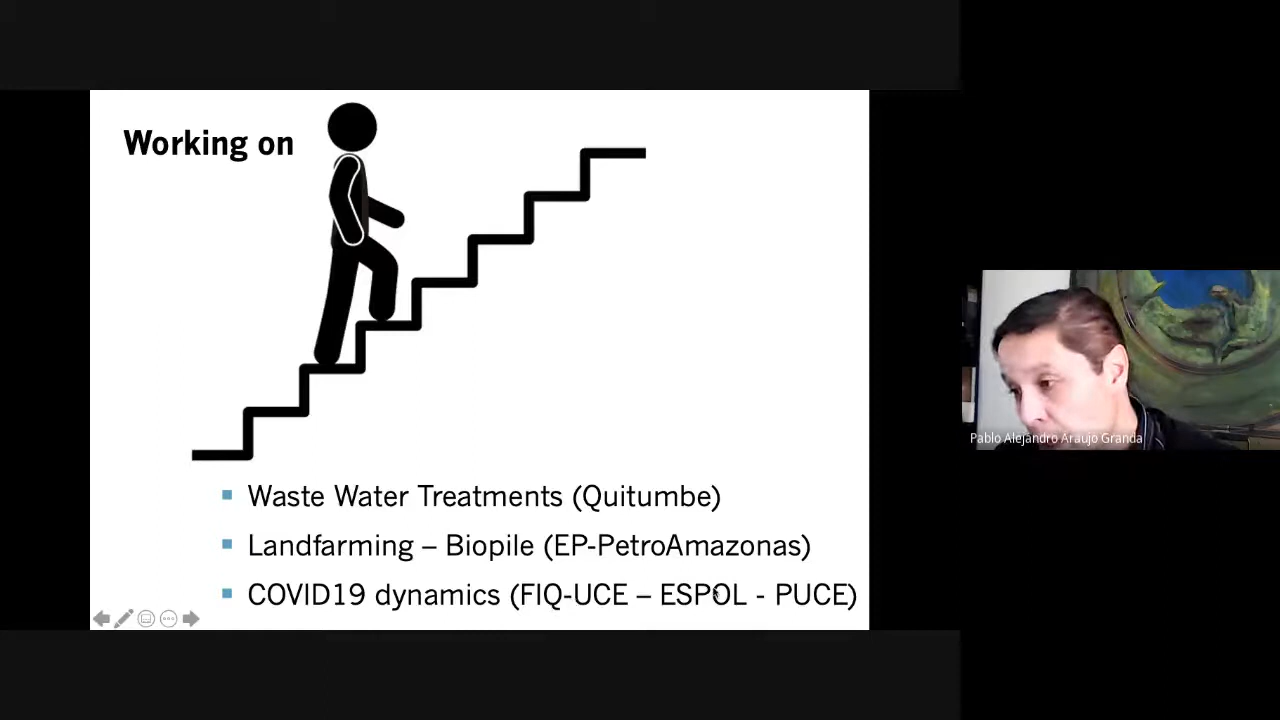 Working on
Waste Water Treatments (Quitumbe)
Landfarming – Biopile (EP-PetroAmazonas)
COVID19 dynamics (FIQ-UCE – ESPOL - PUCE)
Pablo Alejandro Araujo Granda